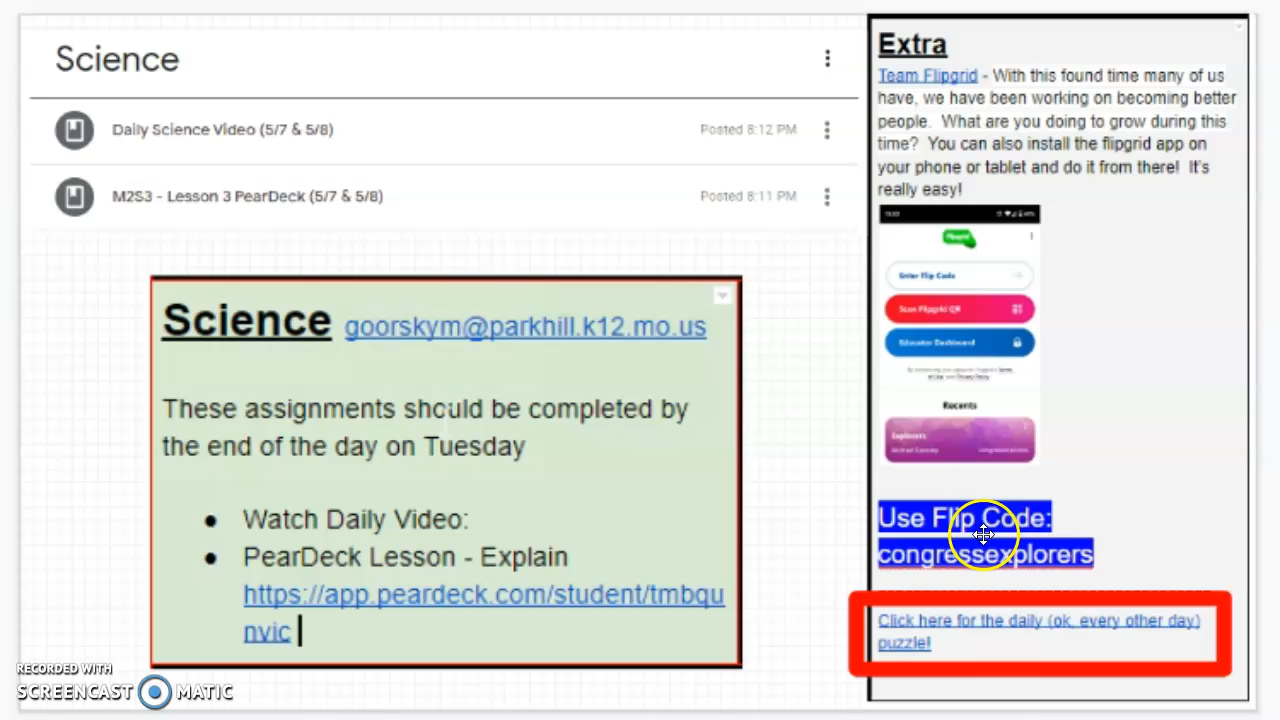 Science
Daily Science Video (5/7 & 5/8)
Posted 8:12 PM
M2S3 - Lesson 3 PearDeck (5/7 & 5/8)
Posted 8:11 PM
Science goorskym@parkhill.k12.mo.us
These assignments should be completed by
the end of the day on Tuesday
● Watch Daily Video:
● PearDeck Lesson - Explain
https://app.peardeck.com/student/tmbqu
nvic
Extra
Team Flipgrid - With this found time many of us
have, we have been working on becoming better
people. What are you doing to grow during this
time? You can also install the flipgrid app on
your phone or tablet and do it from there! It's
really easy!
Flipgrid
Enter Flip Code
Scan Flipgrid QR
Educator Dashboard
Recents
Explorers
Use Flip Code:
congressexplorers
Click here for the daily (ok, every other day)
puzzle!
RECORDED WITH
SCREENCAST MATIC